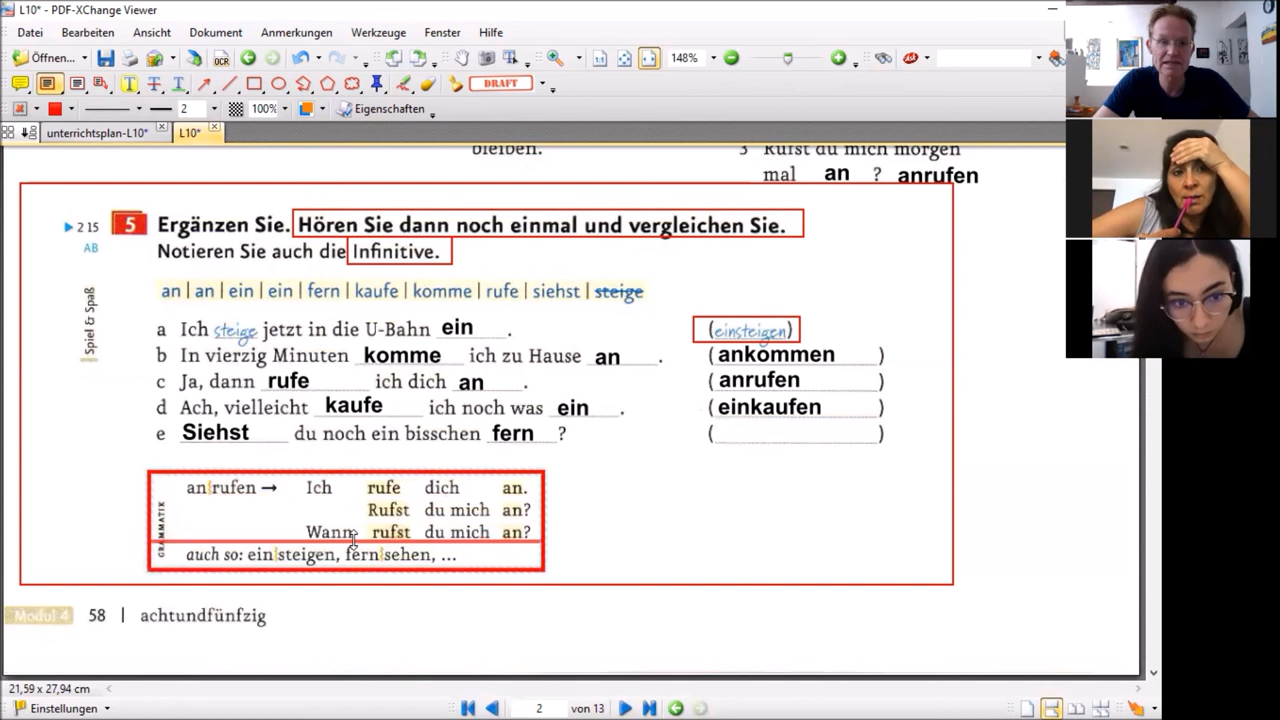 L10* - PDF-XChange Viewer
Datei Bearbeiten Ansicht Dokument Anmerkungen Werkzeuge Fenster Hilfe
Öffnen... OCR 148%
DRAFT
2 100% Eigenschaften
unterrichtsplan-L10* L10*
bleiben. 3 Rufst du mich morgen
mal an ? anrufen
2 15 5 Ergänzen Sie. Hören Sie dann noch einmal und vergleichen Sie.
AB Notieren Sie auch die Infinitive.
Spiel & Spaß
an | an | ein | ein | fern | kaufe | komme | rufe | siehst | steige
a Ich steige jetzt in die U-Bahn ein . (einsteigen)
b In vierzig Minuten komme ich zu Hause an . ( ankommen )
c Ja, dann rufe ich dich an . ( anrufen )
d Ach, vielleicht kaufe ich noch was ein . ( einkaufen )
e Siehst du noch ein bisschen fern ? ( )
GRAMMATIK
an|rufen → Ich rufe dich an.
Rufst du mich an?
Wann rufst du mich an?
auch so: ein|steigen, fern|sehen, ...
Modul 4 58 | achtundfünfzig
21,59 x 27,94 cm
Einstellungen 2 von 13